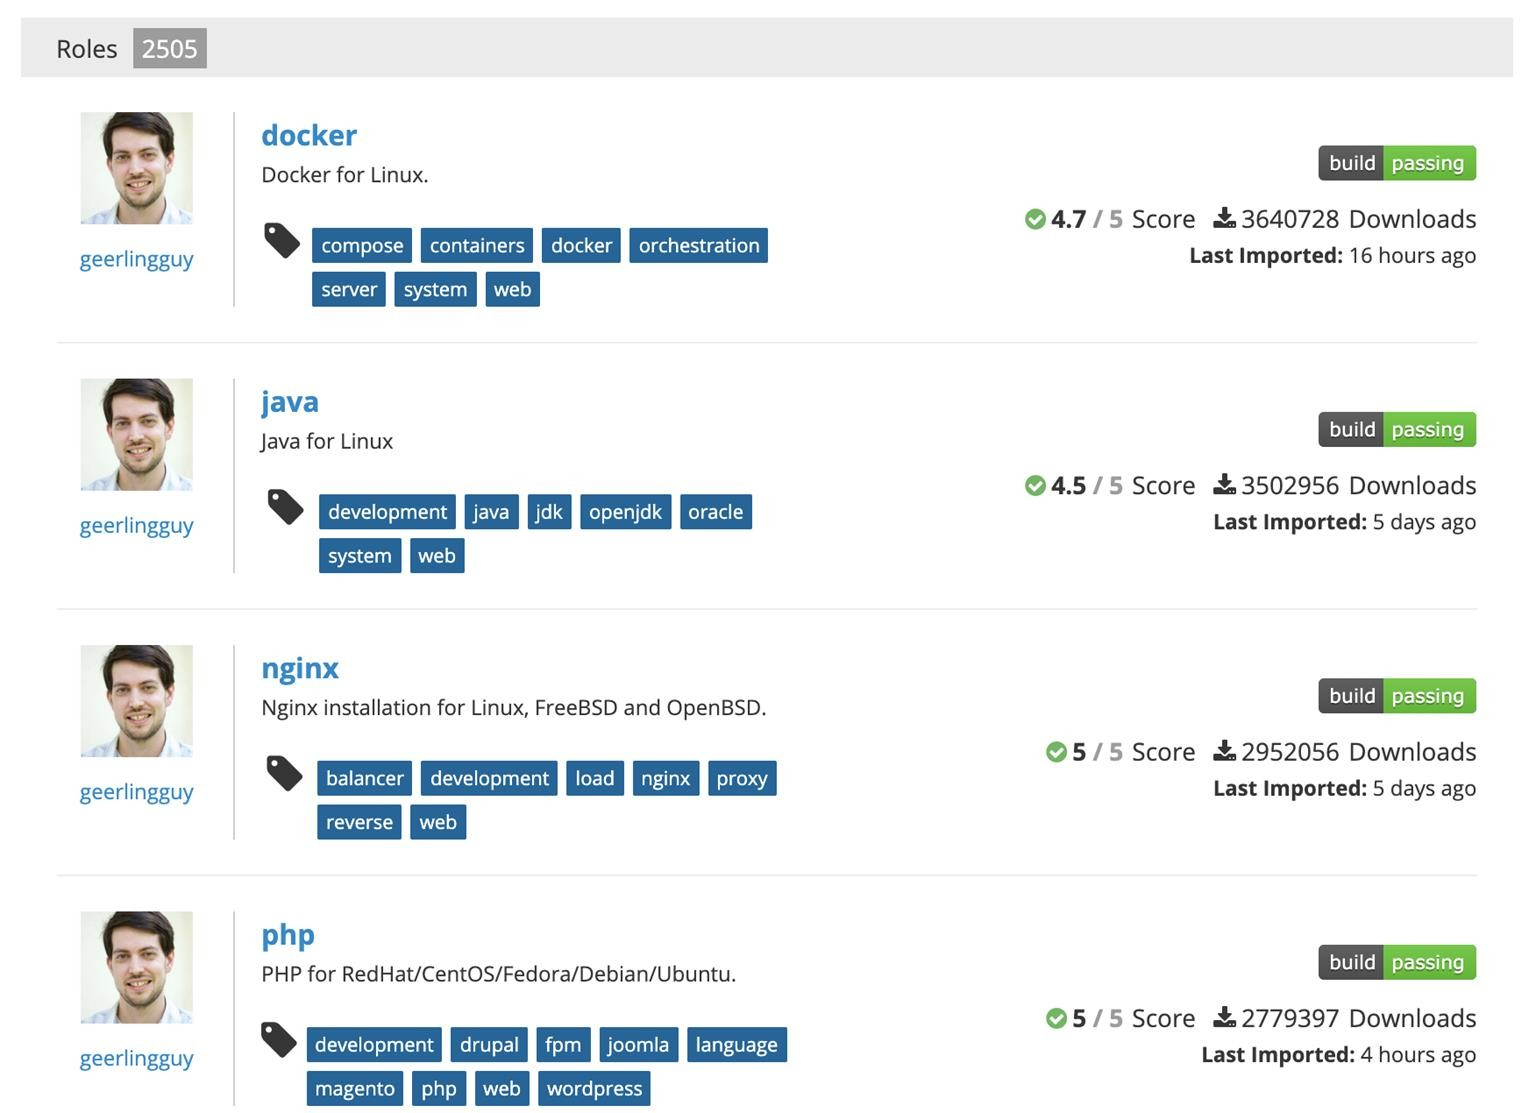 Roles 2505
docker
Docker for Linux.
build passing
4.7 / 5 Score 3640728 Downloads
Last Imported: 16 hours ago
compose containers docker orchestration
server system web
geerlingguy
java
Java for Linux
build passing
4.5 / 5 Score 3502956 Downloads
Last Imported: 5 days ago
development java jdk openjdk oracle
system web
geerlingguy
nginx
Nginx installation for Linux, FreeBSD and OpenBSD.
build passing
5 / 5 Score 2952056 Downloads
Last Imported: 5 days ago
balancer development load nginx proxy
reverse web
geerlingguy
php
PHP for RedHat/CentOS/Fedora/Debian/Ubuntu.
build passing
5 / 5 Score 2779397 Downloads
Last Imported: 4 hours ago
development drupal fpm joomla language
magento php web wordpress
geerlingguy